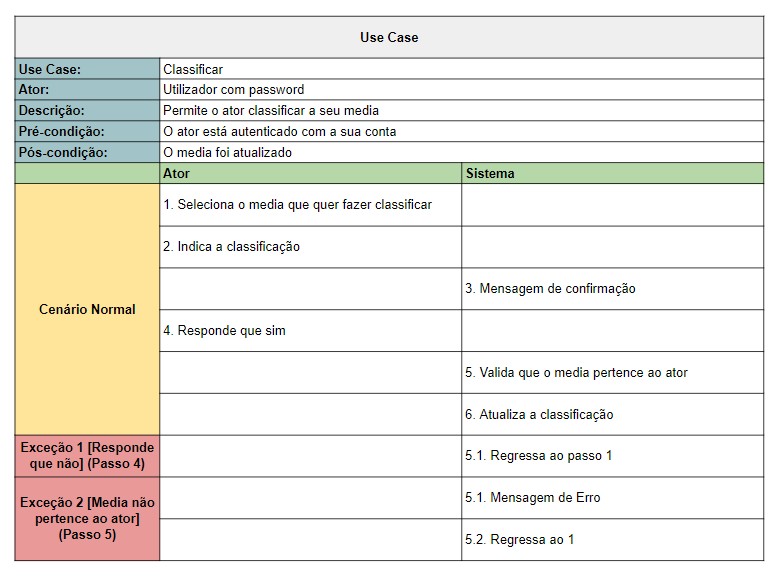 Use Case
Use Case: Classificar
Ator: Utilizador com password
Descrição: Permite o ator classificar a seu media
Pré-condição: O ator está autenticado com a sua conta
Pós-condição: O media foi atualizado
Ator Sistema
Cenário Normal
1. Seleciona o media que quer fazer classificar
2. Indica a classificação
3. Mensagem de confirmação
4. Responde que sim
5. Valida que o media pertence ao ator
6. Atualiza a classificação
Exceção 1 [Responde
que não] (Passo 4)
5.1. Regressa ao passo 1
Exceção 2 [Media não
pertence ao ator]
(Passo 5)
5.1. Mensagem de Erro
5.2. Regressa ao 1